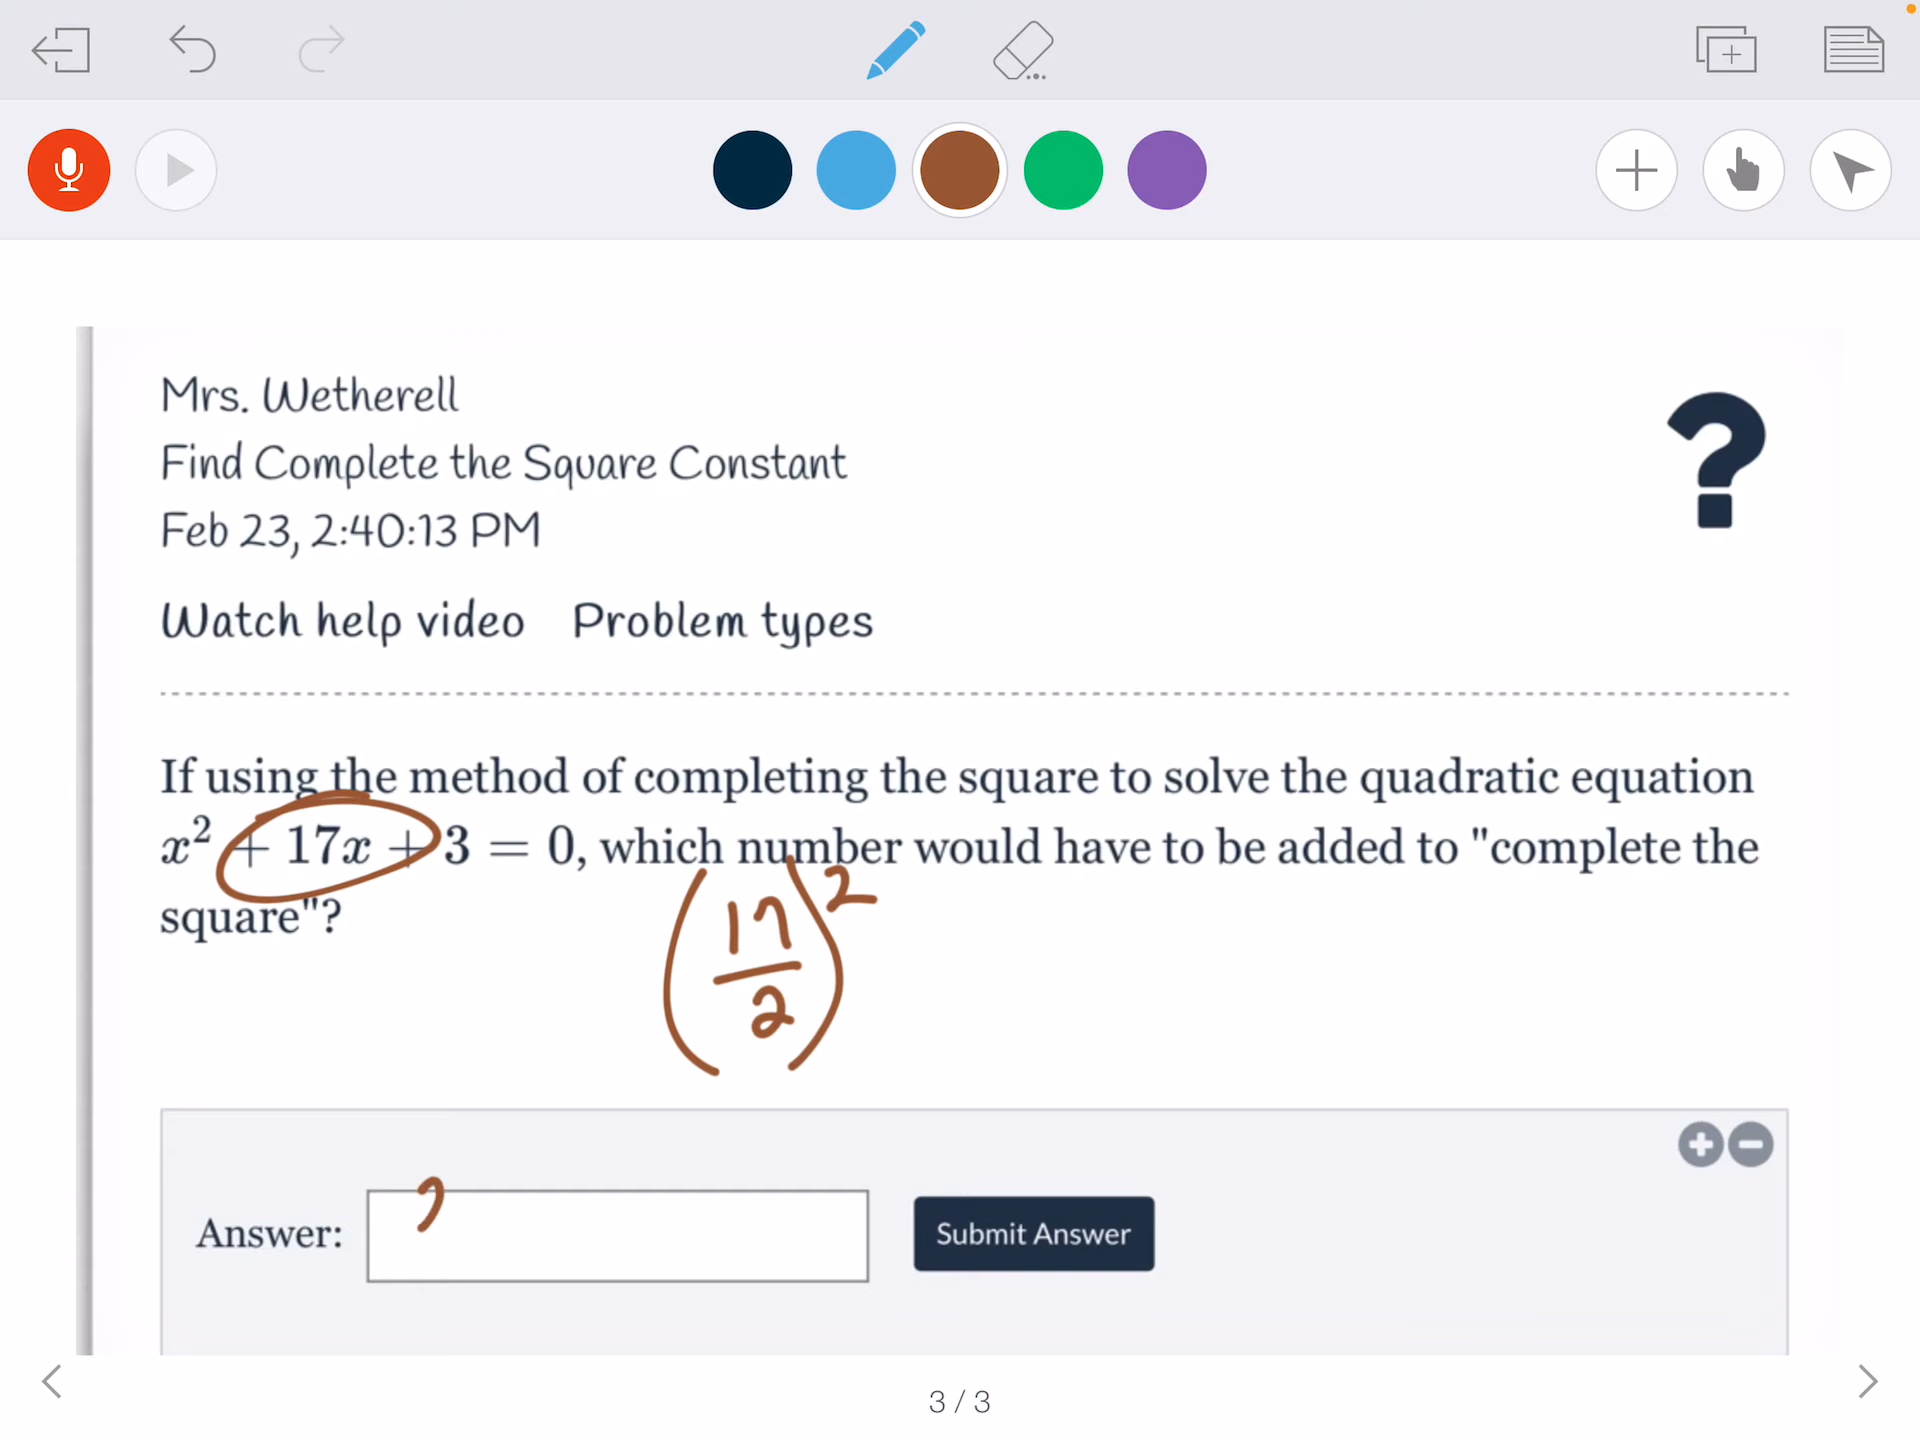 Mrs. Wetherell
Find Complete the Square Constant
Feb 23, 2:40:13 PM
Watch help video Problem types
If using the method of completing the square to solve the quadratic equation
x² + 17x + 3 = 0, which number would have to be added to "complete the
square"?
(17/2)²
Answer:
Submit Answer
3 / 3